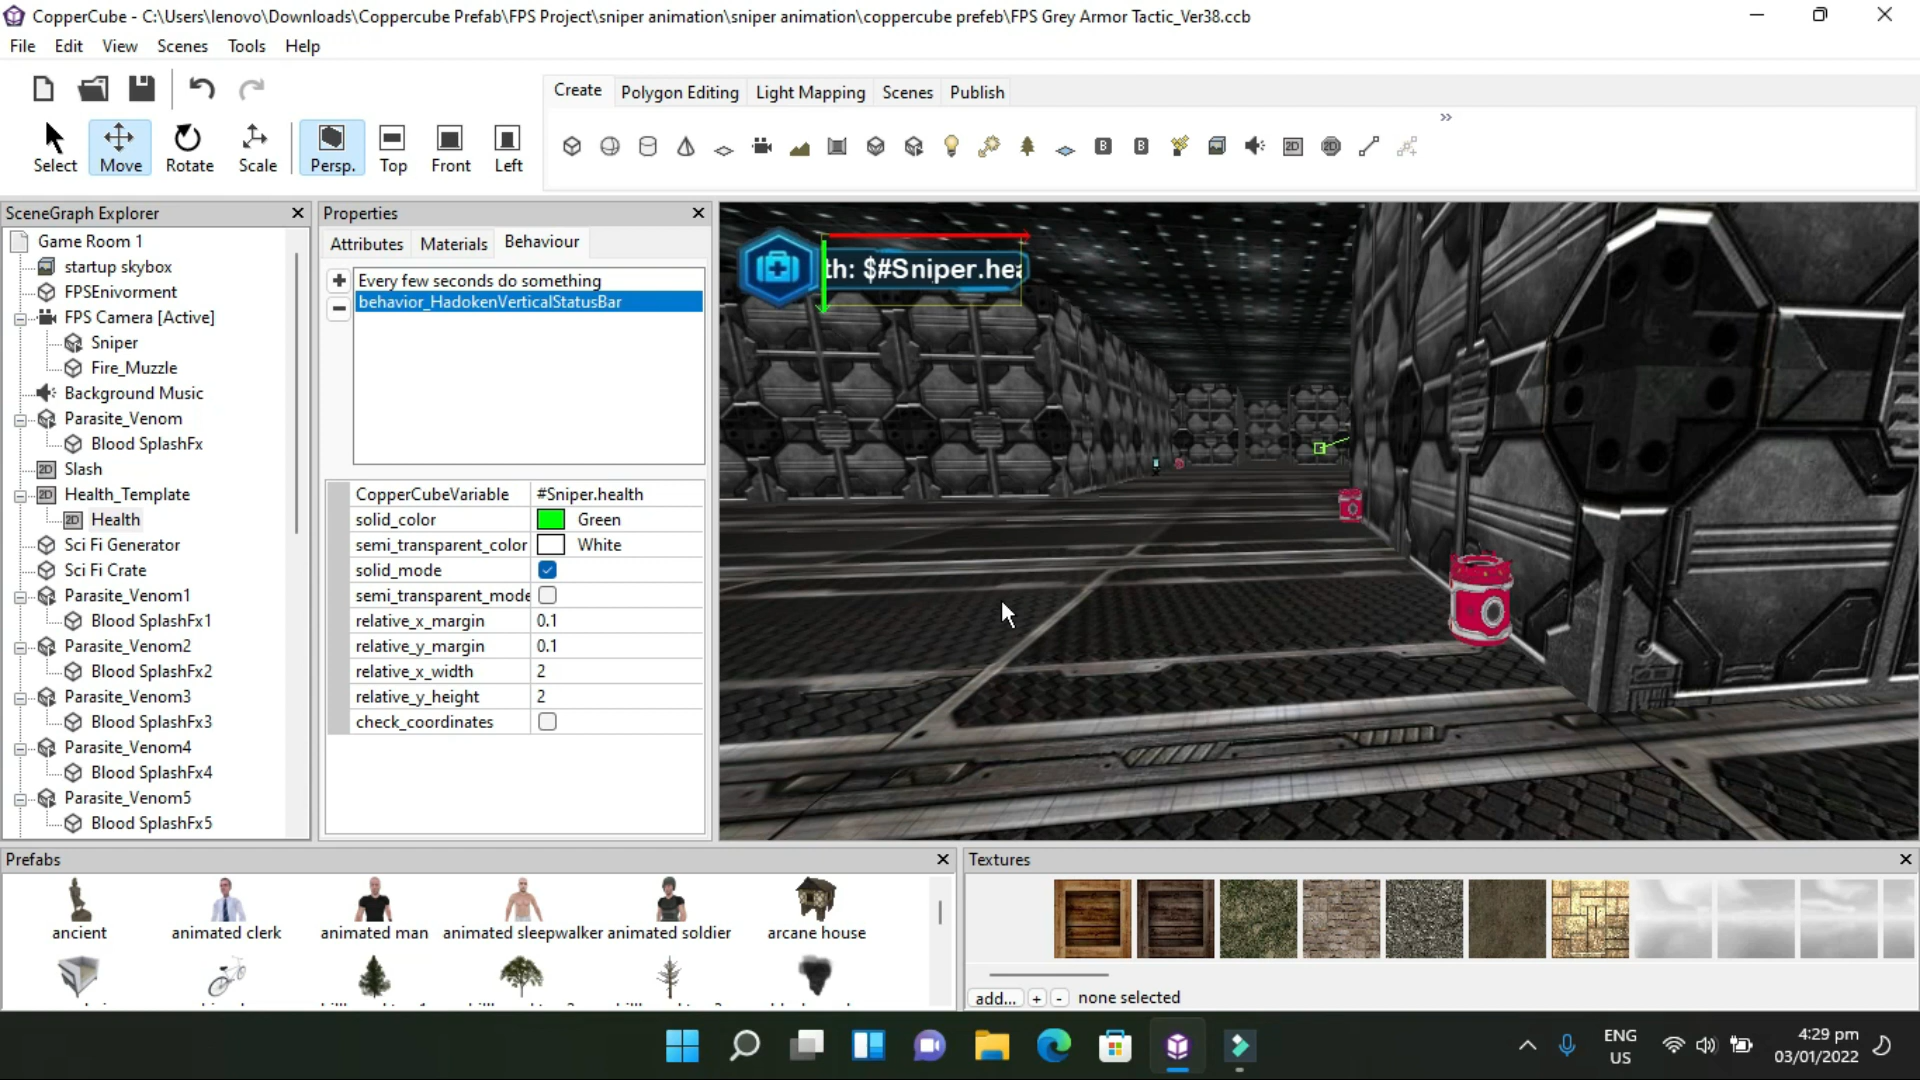 CopperCube - C:\Users\lenovo\Downloads\Coppercube Prefab\FPS Project\sniper animation\sniper animation\coppercube prefeb\FPS Grey Armor Tactic_Ver38.ccb
File Edit View Scenes Tools Help
Create Polygon Editing Light Mapping Scenes Publish
Select Move Rotate Scale Persp. Top Front Left
SceneGraph Explorer
Game Room 1
startup skybox
FPSEnivorment
FPS Camera [Active]
Sniper
Fire_Muzzle
Background Music
Parasite_Venom
Blood SplashFx
Slash
Health_Template
Health
Sci Fi Generator
Sci Fi Crate
Parasite_Venom1
Blood SplashFx1
Parasite_Venom2
Blood SplashFx2
Parasite_Venom3
Blood SplashFx3
Parasite_Venom4
Blood SplashFx4
Parasite_Venom5
Blood SplashFx5
Properties
Attributes Materials Behaviour
Every few seconds do something
behavior_HadokenVerticalStatusBar
CopperCubeVariable #Sniper.health
solid_color Green
semi_transparent_color White
solid_mode
semi_transparent_mode
relative_x_margin 0.1
relative_y_margin 0.1
relative_x_width 2
relative_y_height 2
check_coordinates
th: $#Sniper.hea
Prefabs
ancient animated clerk animated man animated sleepwalker animated soldier arcane house
Textures
add... + - none selected
ENG
US
4:29 pm
03/01/2022